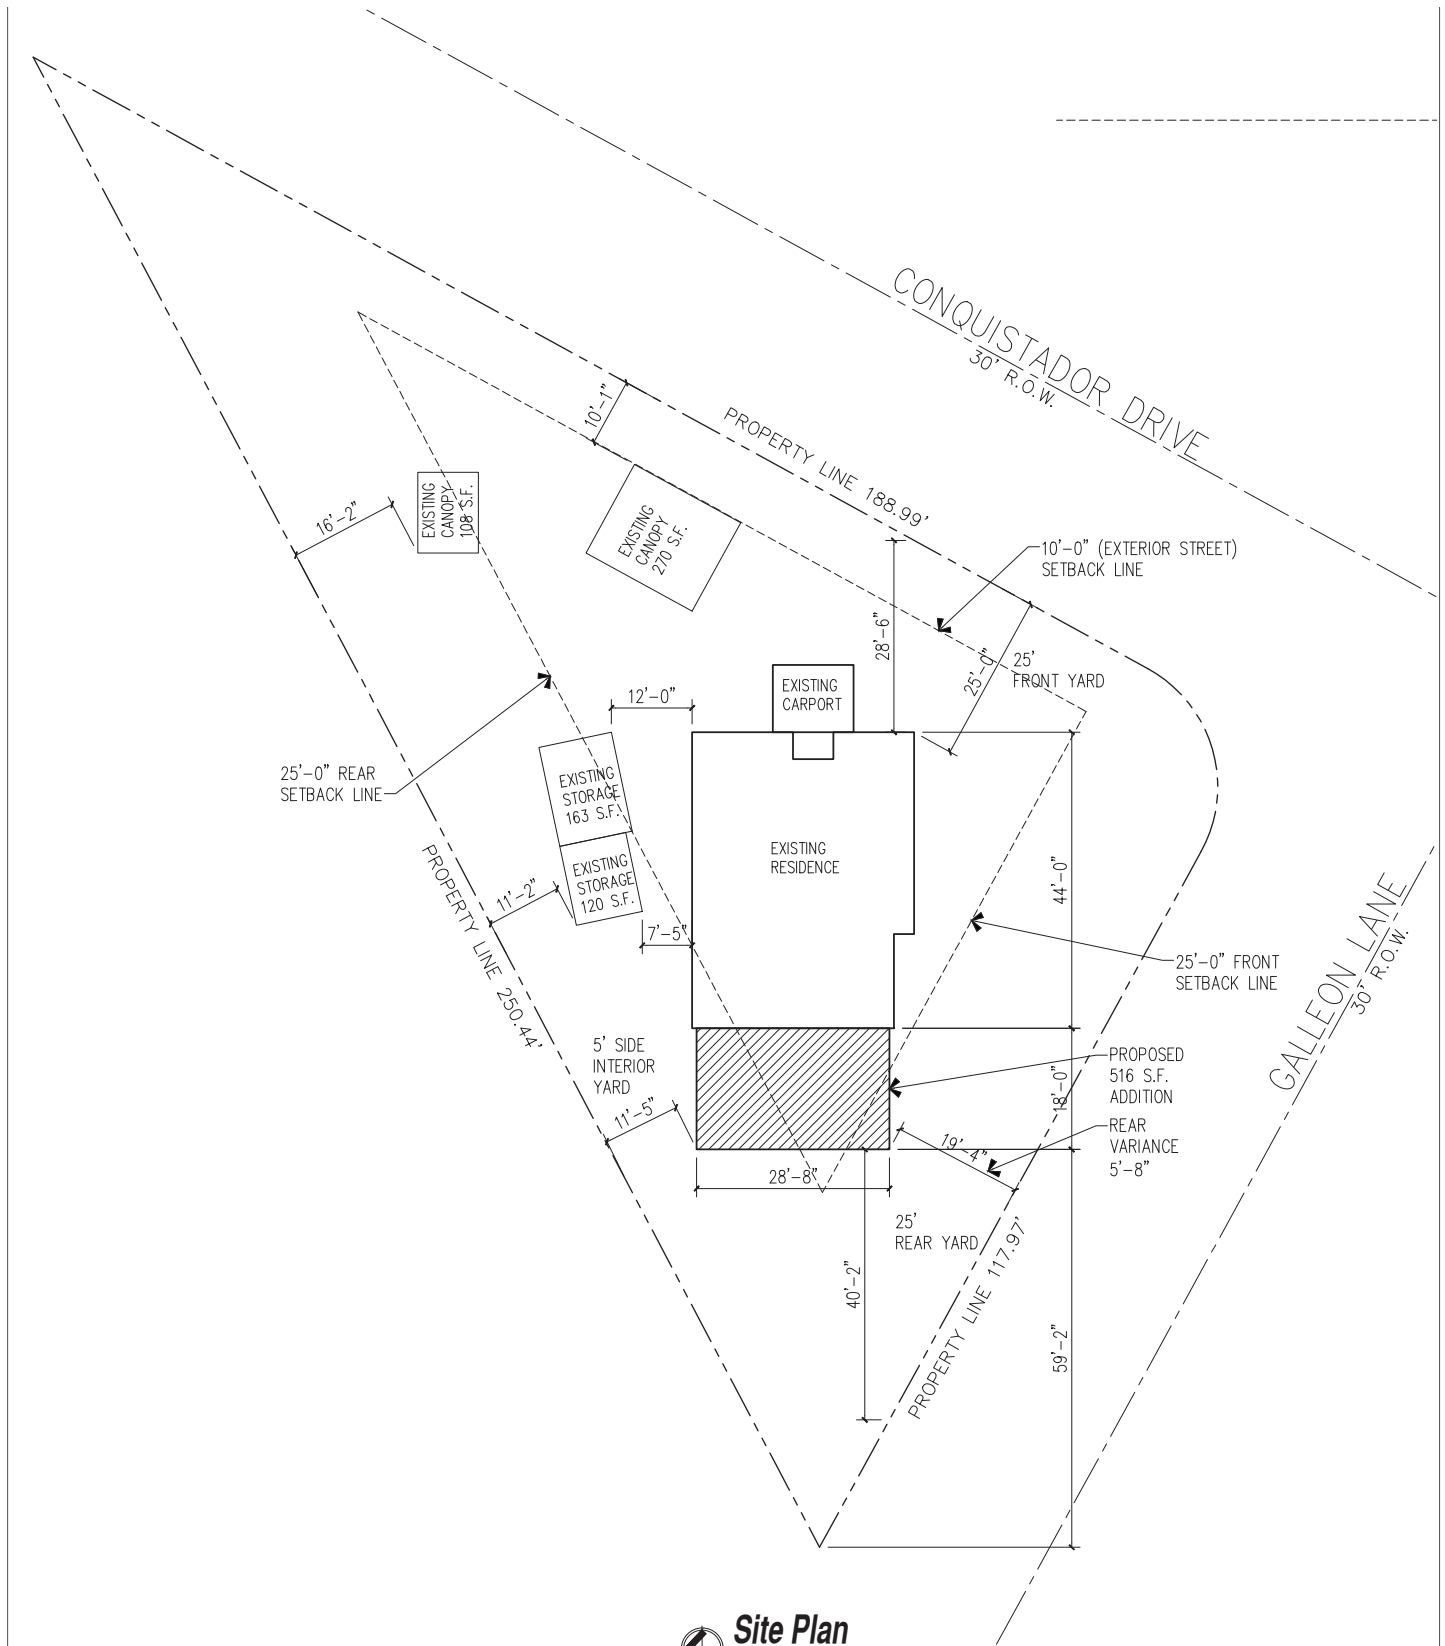 CONQUISTADOR DRIVE
30' R.O.W.
10'-1"
PROPERTY LINE 188.99'
EXISTING
CANOPY
108 S.F.
16'-2"
EXISTING
CANOPY
270 S.F.
10'-0" (EXTERIOR STREET)
SETBACK LINE
28'-6"
25'-0"
25'
FRONT YARD
EXISTING
CARPORT
12'-0"
25'-0" REAR
SETBACK LINE
EXISTING
STORAGE
163 S.F.
EXISTING
STORAGE
120 S.F.
EXISTING
RESIDENCE
44'-0"
11'-2"
7'-5"
PROPERTY LINE 250.44'
25'-0" FRONT
SETBACK LINE
GALLEON LANE
30' R.O.W.
5' SIDE
INTERIOR
YARD
11'-5"
PROPOSED
516 S.F.
ADDITION
18'-0"
REAR
VARIANCE
5'-8"
19'-4"
28'-8"
25'
REAR YARD
40'-2"
PROPERTY LINE 117.97'
59'-2"
Site Plan